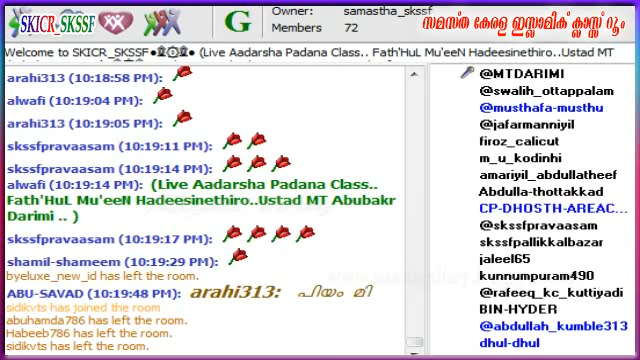 SKICR_SKSSF
G
Owner: samastha_skssf
Members 72
സമസ്ത കേരള ഇസ്ലാമിക് ക്ലാസ്സ് റൂം
Welcome to SKICR_SKSSF (Live Aadarsha Padana Class.. Fath'HuL Mu'eeN Hadeesinethiro..Ustad MT
arahi313 (10:18:58 PM):
alwafi (10:19:04 PM):
arahi313 (10:19:05 PM):
skssfpravaasam (10:19:11 PM):
skssfpravaasam (10:19:14 PM):
alwafi (10:19:14 PM): (Live Aadarsha Padana Class..
Fath'HuL Mu'eeN Hadeesinethiro..Ustad MT Abubakr
Darimi .. )
skssfpravaasam (10:19:17 PM):
shamil-shameem (10:19:29 PM):
byeluxe_new_id has left the room.
ABU-SAVAD (10:19:48 PM): arahi313: പിയം മി
sidikvts has joined the room
abuhamda786 has left the room.
Habeeb786 has left the room.
sidikvts has left the room.
@MTDARIMI
@swalih_ottappalam
@musthafa-musthu
@jafarmanniyil
firoz_calicut
m_u_kodinhi
amariyil_abdullatheef
Abdulla-thottakkad
CP-DHOSTH-AREAC...
@skssfpravaasam
skssfpallikkalbazar
jaleel65
kunnumpuram490
@rafeeq_kc_kuttiyadi
BIN-HYDER
@abdullah_kumble313
dhul-dhul